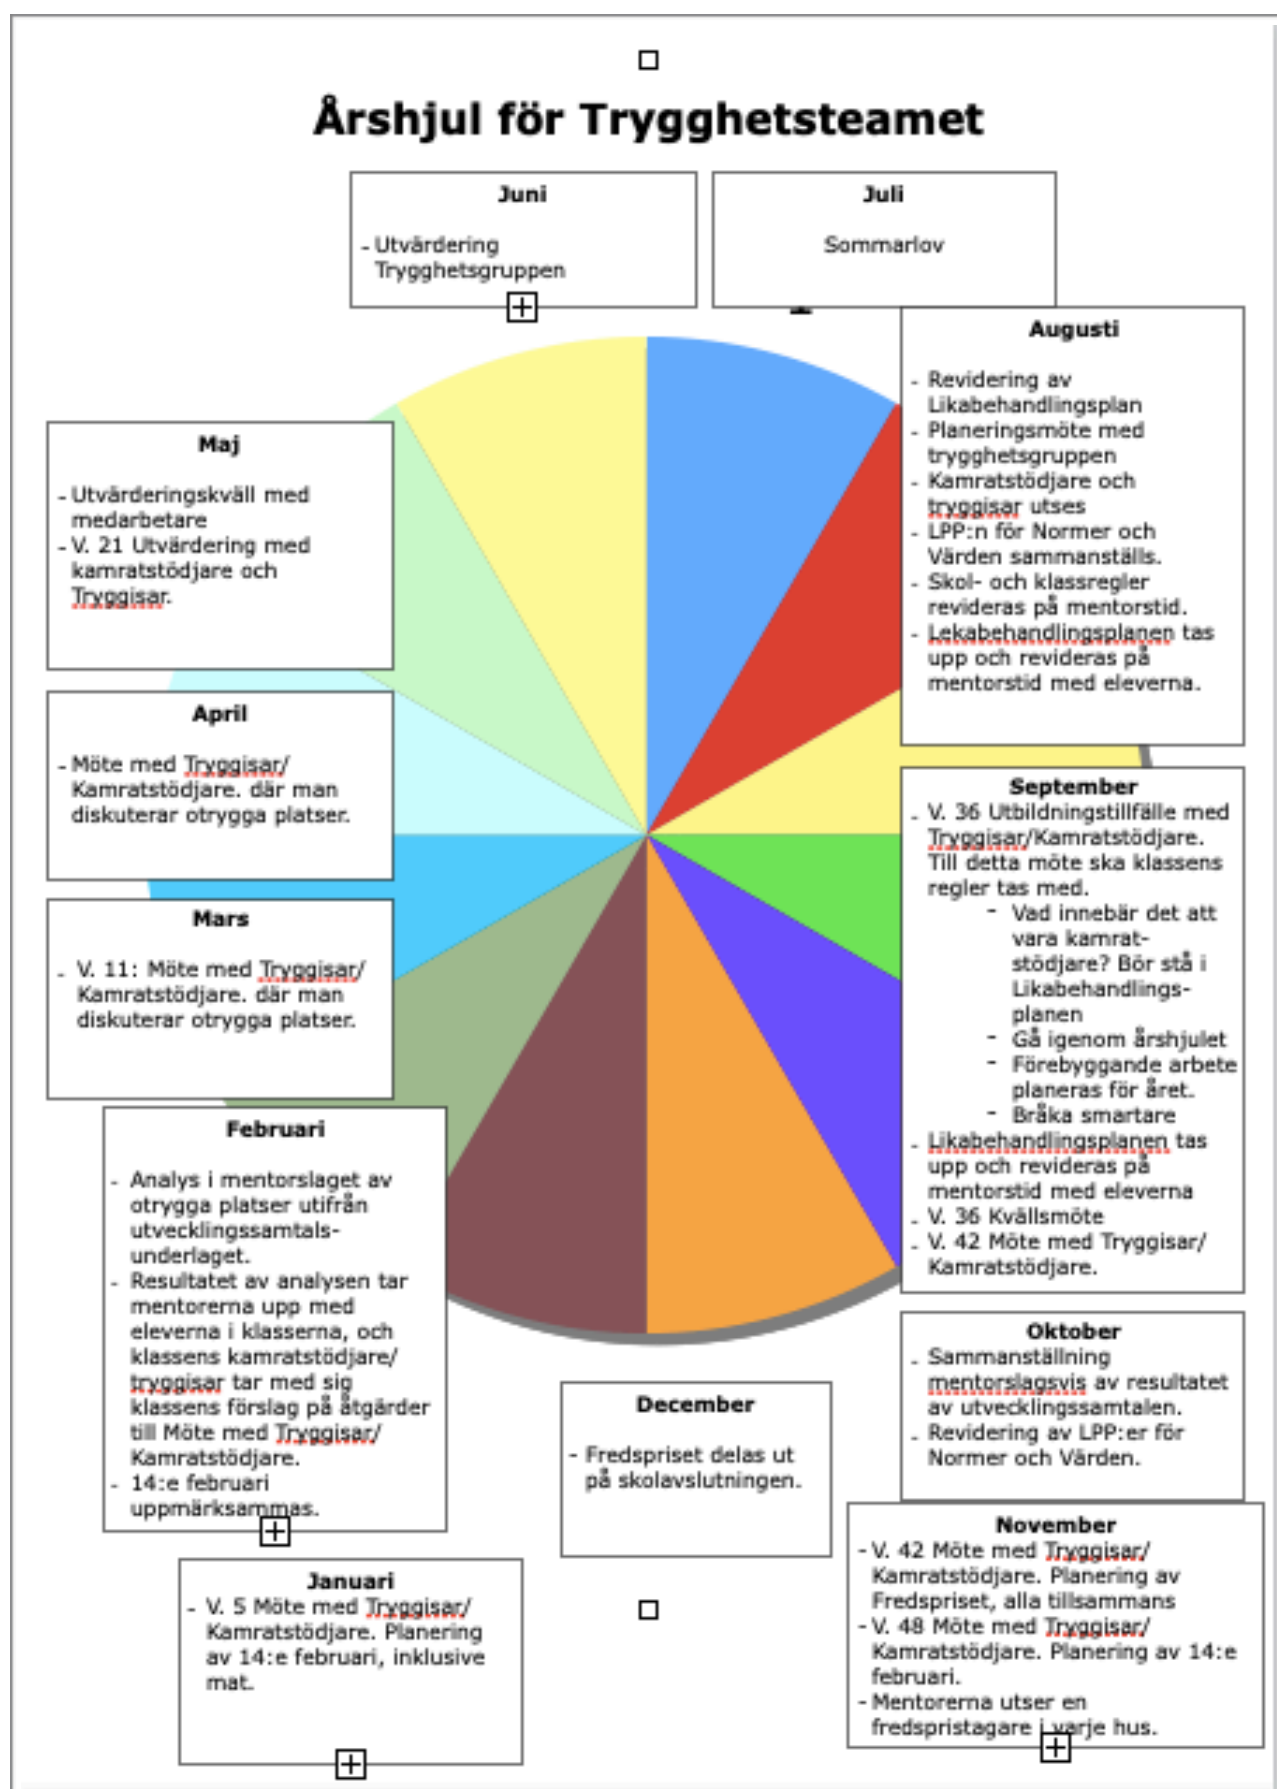 Årshjul för Trygghetsteamet
Juni
- Utvärdering
Trygghetsgruppen
Juli
Sommarlov
Augusti
- Revidering av
Likabehandlingsplan
- Planeringsmöte med
trygghetsgruppen
- Kamratstödjare och
tryggisar utses
- LPP:n för Normer och
Värden sammanställs.
- Skol- och klassregler
revideras på mentorstid.
- Lekabehandlingsplanen tas
upp och revideras på
mentorstid med eleverna.
September
- V. 36 Utbildningstillfälle med
Tryggisar/Kamratstödjare.
Till detta möte ska klassens
regler tas med.
- Vad innebär det att
vara kamrat-
stödjare? Bör stå i
Likabehandlings-
planen
- Gå igenom årshjulet
- Förebyggande arbete
planeras för året.
- Bråka smartare
- Likabehandlingsplanen tas
upp och revideras på
mentorstid med eleverna
- V. 36 Kvällsmöte
- V. 42 Möte med Tryggisar/
Kamratstödjare.
Oktober
- Sammanställning
mentorslagsvis av resultatet
av utvecklingssamtalen.
- Revidering av LPP:er för
Normer och Värden.
November
- V. 42 Möte med Tryggisar/
Kamratstödjare. Planering av
Fredspriset, alla tillsammans
- V. 48 Möte med Tryggisar/
Kamratstödjare. Planering av 14:e
februari.
- Mentorerna utser en
fredspristagare i varje hus.
December
- Fredspriset delas ut
på skolavslutningen.
Januari
- V. 5 Möte med Tryggisar/
Kamratstödjare. Planering
av 14:e februari, inklusive
mat.
Februari
- Analys i mentorslaget av
otrygga platser utifrån
utvecklingssamtals-
underlaget.
- Resultatet av analysen tar
mentorerna upp med
eleverna i klasserna, och
klassens kamratstödjare/
tryggisar tar med sig
klassens förslag på åtgärder
till Möte med Tryggisar/
Kamratstödjare.
- 14:e februari
uppmärksammas.
Mars
- V. 11: Möte med Tryggisar/
Kamratstödjare. där man
diskuterar otrygga platser.
April
- Möte med Tryggisar/
Kamratstödjare. där man
diskuterar otrygga platser.
Maj
- Utvärderingskväll med
medarbetare
- V. 21 Utvärdering med
kamratstödjare och
Tryggisar.